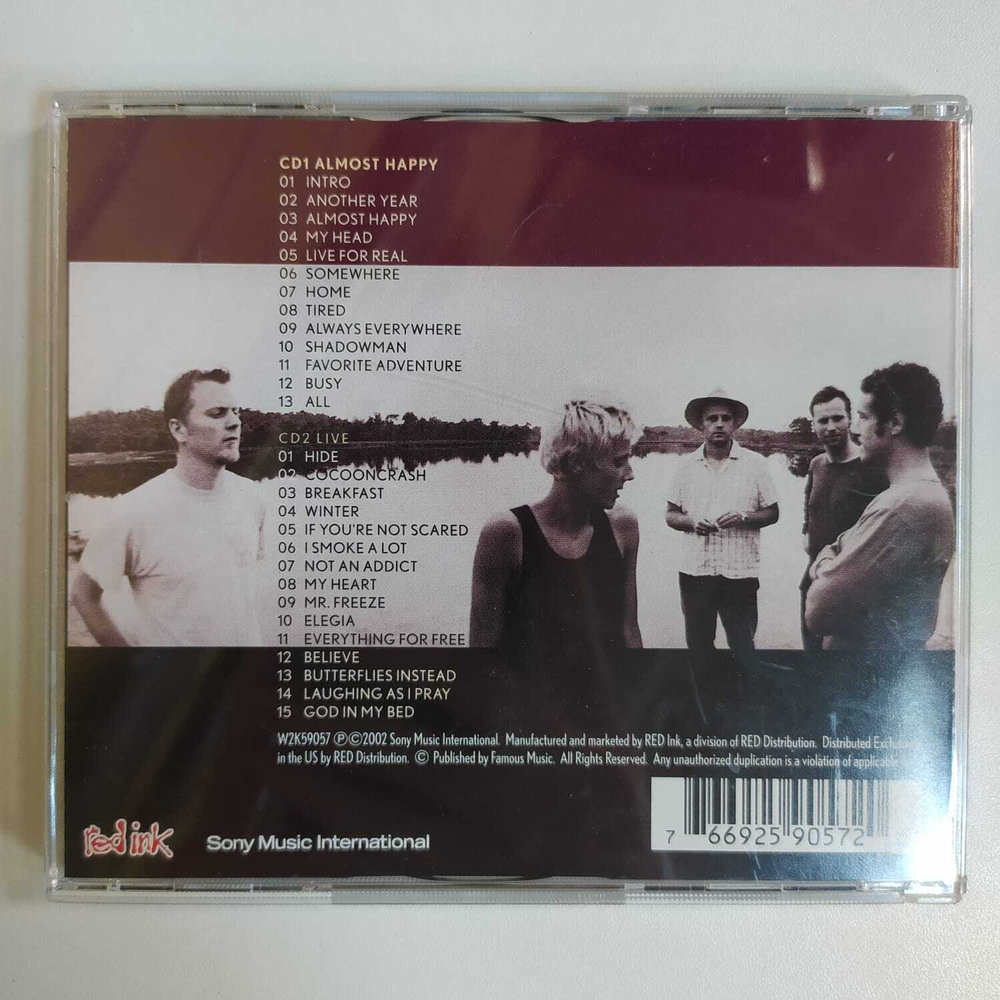 CD1 ALMOST HAPPY
01 INTRO
02 ANOTHER YEAR
03 ALMOST HAPPY
04 MY HEAD
05 LIVE FOR REAL
06 SOMEWHERE
07 HOME
08 TIRED
09 ALWAYS EVERYWHERE
10 SHADOWMAN
11 FAVORITE ADVENTURE
12 BUSY
13 ALL
CD2 LIVE
01 HIDE
02 COCOONCRASH
03 BREAKFAST
04 WINTER
05 IF YOU'RE NOT SCARED
06 I SMOKE A LOT
07 NOT AN ADDICT
08 MY HEART
09 MR. FREEZE
10 ELEGIA
11 EVERYTHING FOR FREE
12 BELIEVE
13 BUTTERFLIES INSTEAD
14 LAUGHING AS I PRAY
15 GOD IN MY BED
W2K59057 ℗©2002 Sony Music International. Manufactured and marketed by RED Ink, a division of RED Distribution. Distributed
in the US by RED Distribution. © Published by Famous Music. All Rights Reserved. Any unauthorized duplication is a violation of applicable
red ink
Sony Music International
7 66925 90572